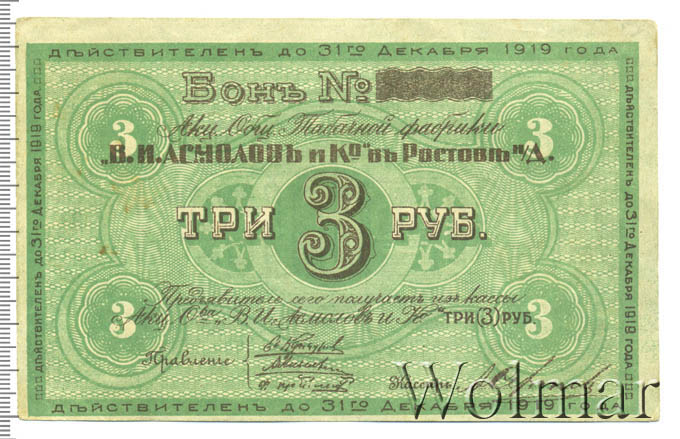 ДѢЙСТВИТЕЛЕНЪ ДО 31ГО ДЕКАБРЯ 1919 ГОДА
Бонъ №
3 3
Акц. Общ. Табачной фабрики
„В.И.АСМОЛОВЪ и Ко" въ Ростовѣ н/Д.
ТРИ 3 РУБ.
Предъявитель сего получаетъ изъ кассы
Акц. О-ва „В. И. Асмоловъ и Ко" ТРИ (3) РУБ.
3 3
Правленіе:
Кассиръ
ДѢЙСТВИТЕЛЕНЪ ДО 31ГО ДЕКАБРЯ 1919 ГОДА
ДѢЙСТВИТЕЛЕНЪ ДО 31ГО ДЕКАБРЯ 1919 ГОДА
ДѢЙСТВИТЕЛЕНЪ ДО 31ГО ДЕКАБРЯ 1919 ГОДА
Wolmar